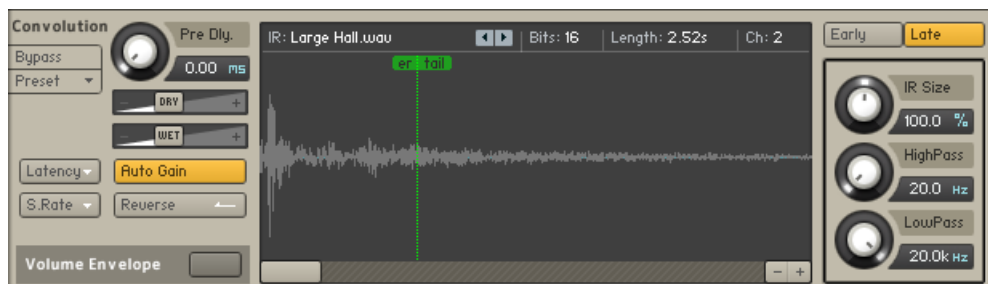 Convolution
Pre Dly.
0.00 ms
Bypass
Preset
DRY
WET
Latency
Auto Gain
S.Rate
Reverse
Volume Envelope
IR: Large Hall.wav Bits: 16 Length: 2.52s Ch: 2
er tail
Early Late
IR Size
100.0 %
HighPass
20.0 Hz
LowPass
20.0k Hz